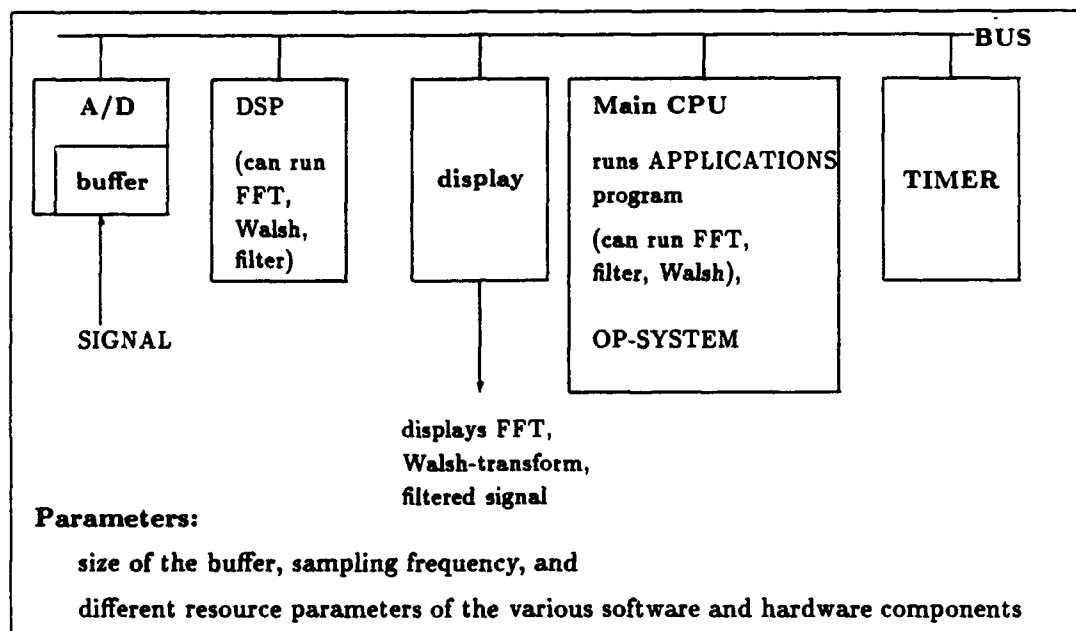 BUS
A/D
buffer
SIGNAL
DSP
(can run
FFT,
Walsh,
filter)
display
displays FFT,
Walsh-transform,
filtered signal
Main CPU
runs APPLICATIONS
program
(can run FFT,
filter, Walsh),
OP-SYSTEM
TIMER
Parameters:
size of the buffer, sampling frequency, and
different resource parameters of the various software and hardware components